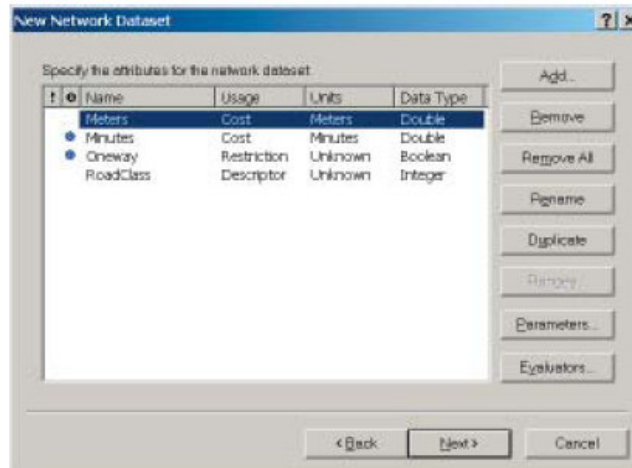 New Network Dataset
Specify the attributes for the network dataset
! Name Usage Units Data Type
Meters Cost Meters Double
Minutes Cost Minutes Double
Oneway Restriction Unknown Boolean
RoadClass Descriptor Unknown Integer
Add...
Remove
Remove All
Rename
Duplicate
Ranges...
Parameters...
Evaluators...
< Back
Next >
Cancel